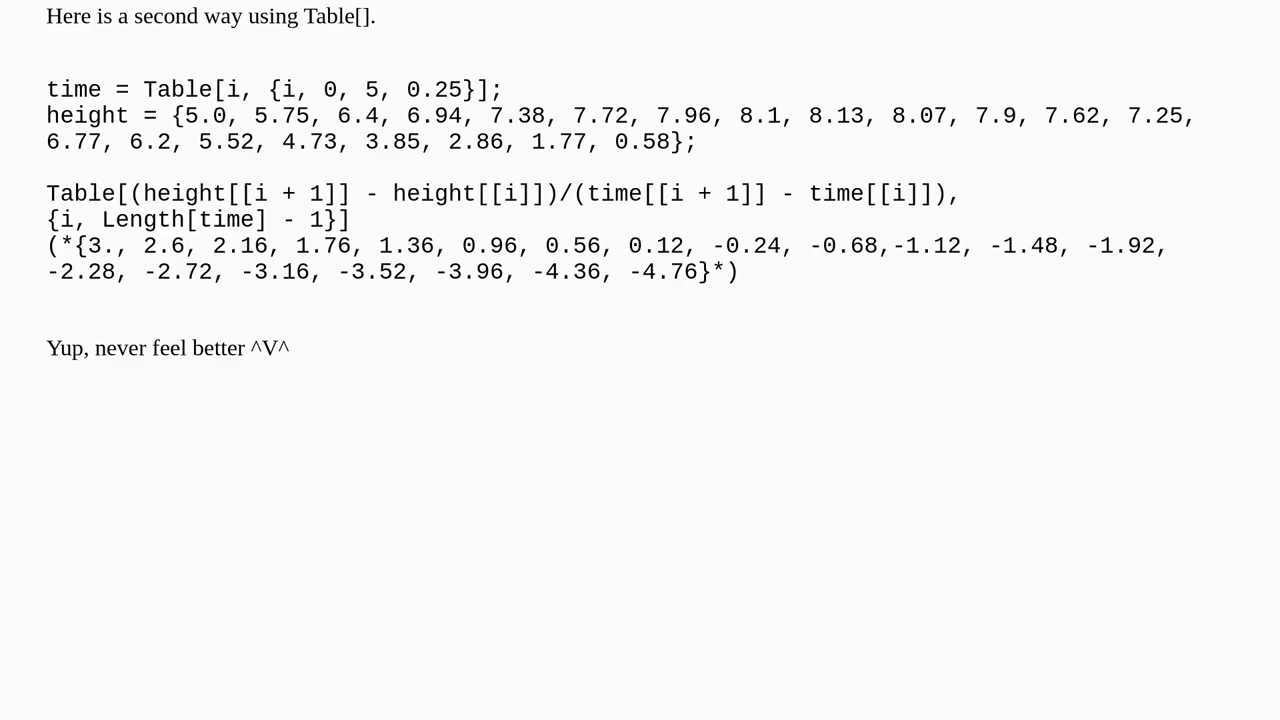 Here is a second way using Table[].
time = Table[i, {i, 0, 5, 0.25}];
height = {5.0, 5.75, 6.4, 6.94, 7.38, 7.72, 7.96, 8.1, 8.13, 8.07, 7.9, 7.62, 7.25,
6.77, 6.2, 5.52, 4.73, 3.85, 2.86, 1.77, 0.58};
Table[(height[[i + 1]] - height[[i]])/(time[[i + 1]] - time[[i]]),
{i, Length[time] - 1}]
(*{3., 2.6, 2.16, 1.76, 1.36, 0.96, 0.56, 0.12, -0.24, -0.68,-1.12, -1.48, -1.92,
-2.28, -2.72, -3.16, -3.52, -3.96, -4.36, -4.76}*)
Yup, never feel better ^V^